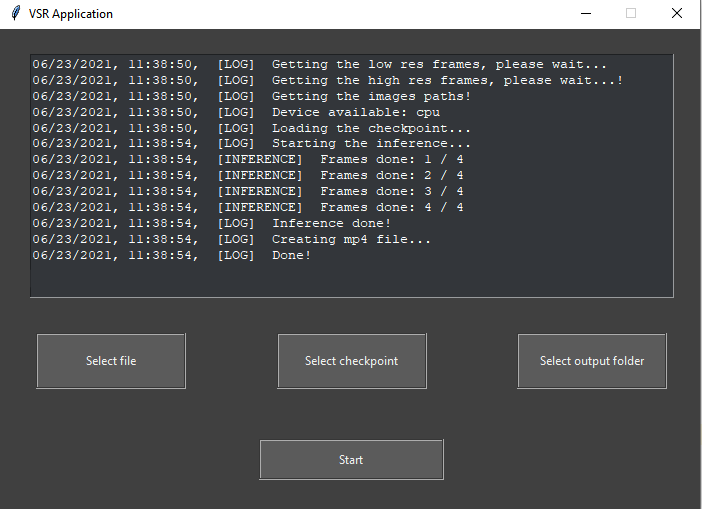 VSR Application
06/23/2021, 11:38:50, [LOG] Getting the low res frames, please wait...
06/23/2021, 11:38:50, [LOG] Getting the high res frames, please wait...!
06/23/2021, 11:38:50, [LOG] Getting the images paths!
06/23/2021, 11:38:50, [LOG] Device available: cpu
06/23/2021, 11:38:50, [LOG] Loading the checkpoint...
06/23/2021, 11:38:54, [LOG] Starting the inference...
06/23/2021, 11:38:54, [INFERENCE] Frames done: 1 / 4
06/23/2021, 11:38:54, [INFERENCE] Frames done: 2 / 4
06/23/2021, 11:38:54, [INFERENCE] Frames done: 3 / 4
06/23/2021, 11:38:54, [INFERENCE] Frames done: 4 / 4
06/23/2021, 11:38:54, [LOG] Inference done!
06/23/2021, 11:38:54, [LOG] Creating mp4 file...
06/23/2021, 11:38:54, [LOG] Done!
Select file
Select checkpoint
Select output folder
Start